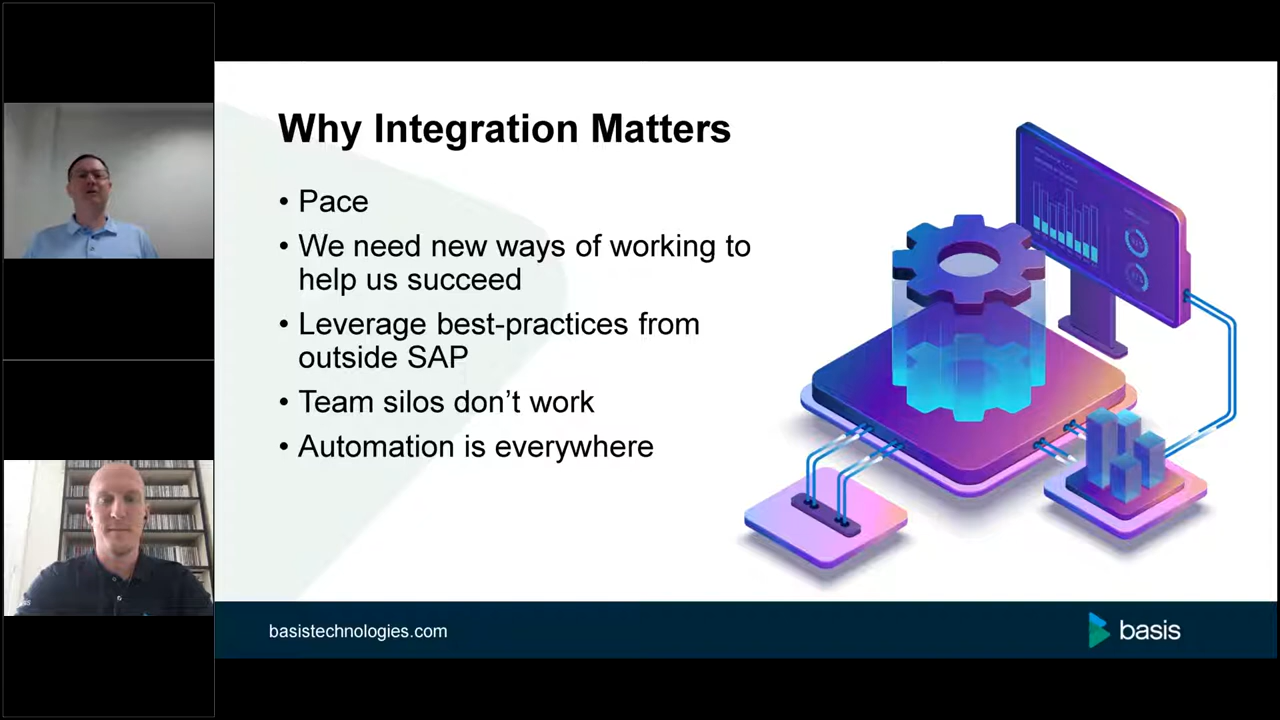 Why Integration Matters
• Pace
• We need new ways of working to
help us succeed
• Leverage best-practices from
outside SAP
• Team silos don’t work
• Automation is everywhere
basistechnologies.com
basis